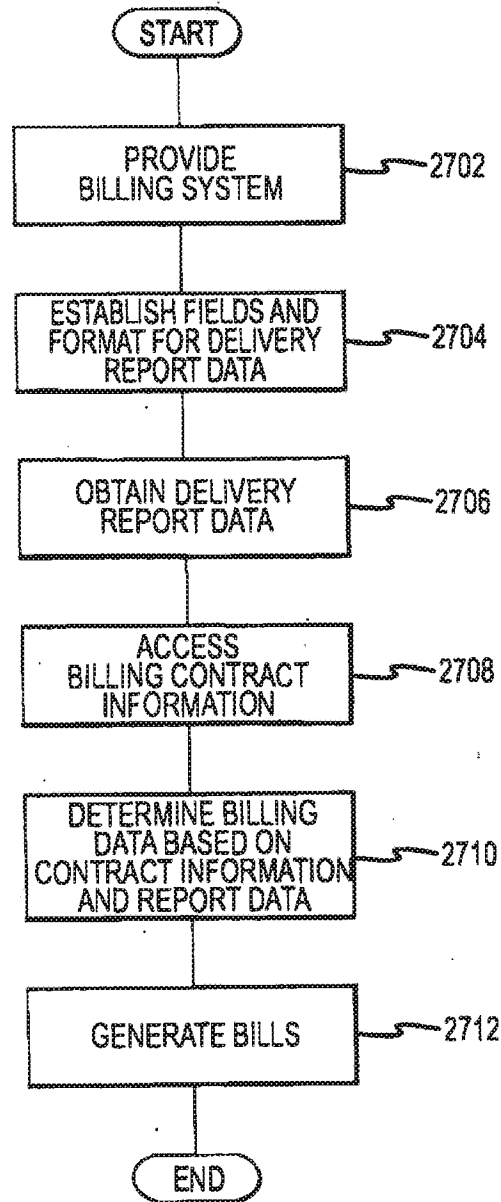 START
PROVIDE
BILLING SYSTEM
2702
ESTABLISH FIELDS AND
FORMAT FOR DELIVERY
REPORT DATA
2704
OBTAIN DELIVERY
REPORT DATA
2706
ACCESS
BILLING CONTRACT
INFORMATION
2708
DETERMINE BILLING
DATA BASED ON
CONTRACT INFORMATION
AND REPORT DATA
2710
GENERATE BILLS
2712
END